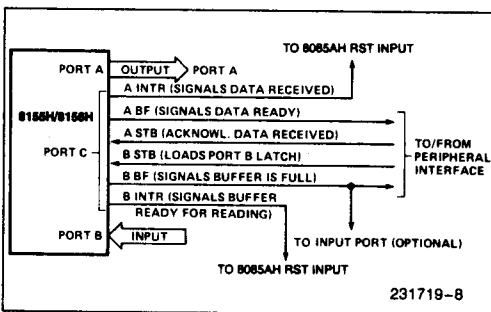 TO 8085AH RST INPUT
PORT A
OUTPUT
PORT A
A INTR (SIGNALS DATA RECEIVED)
8155H/8156H
A BF (SIGNALS DATA READY)
A STB (ACKNOWL. DATA RECEIVED)
PORT C
B STB (LOADS PORT B LATCH)
TO/FROM
PERIPHERAL
INTERFACE
B BF (SIGNALS BUFFER IS FULL)
B INTR (SIGNALS BUFFER
READY FOR READING)
PORT B
INPUT
TO INPUT PORT (OPTIONAL)
TO 8085AH RST INPUT
231719-8